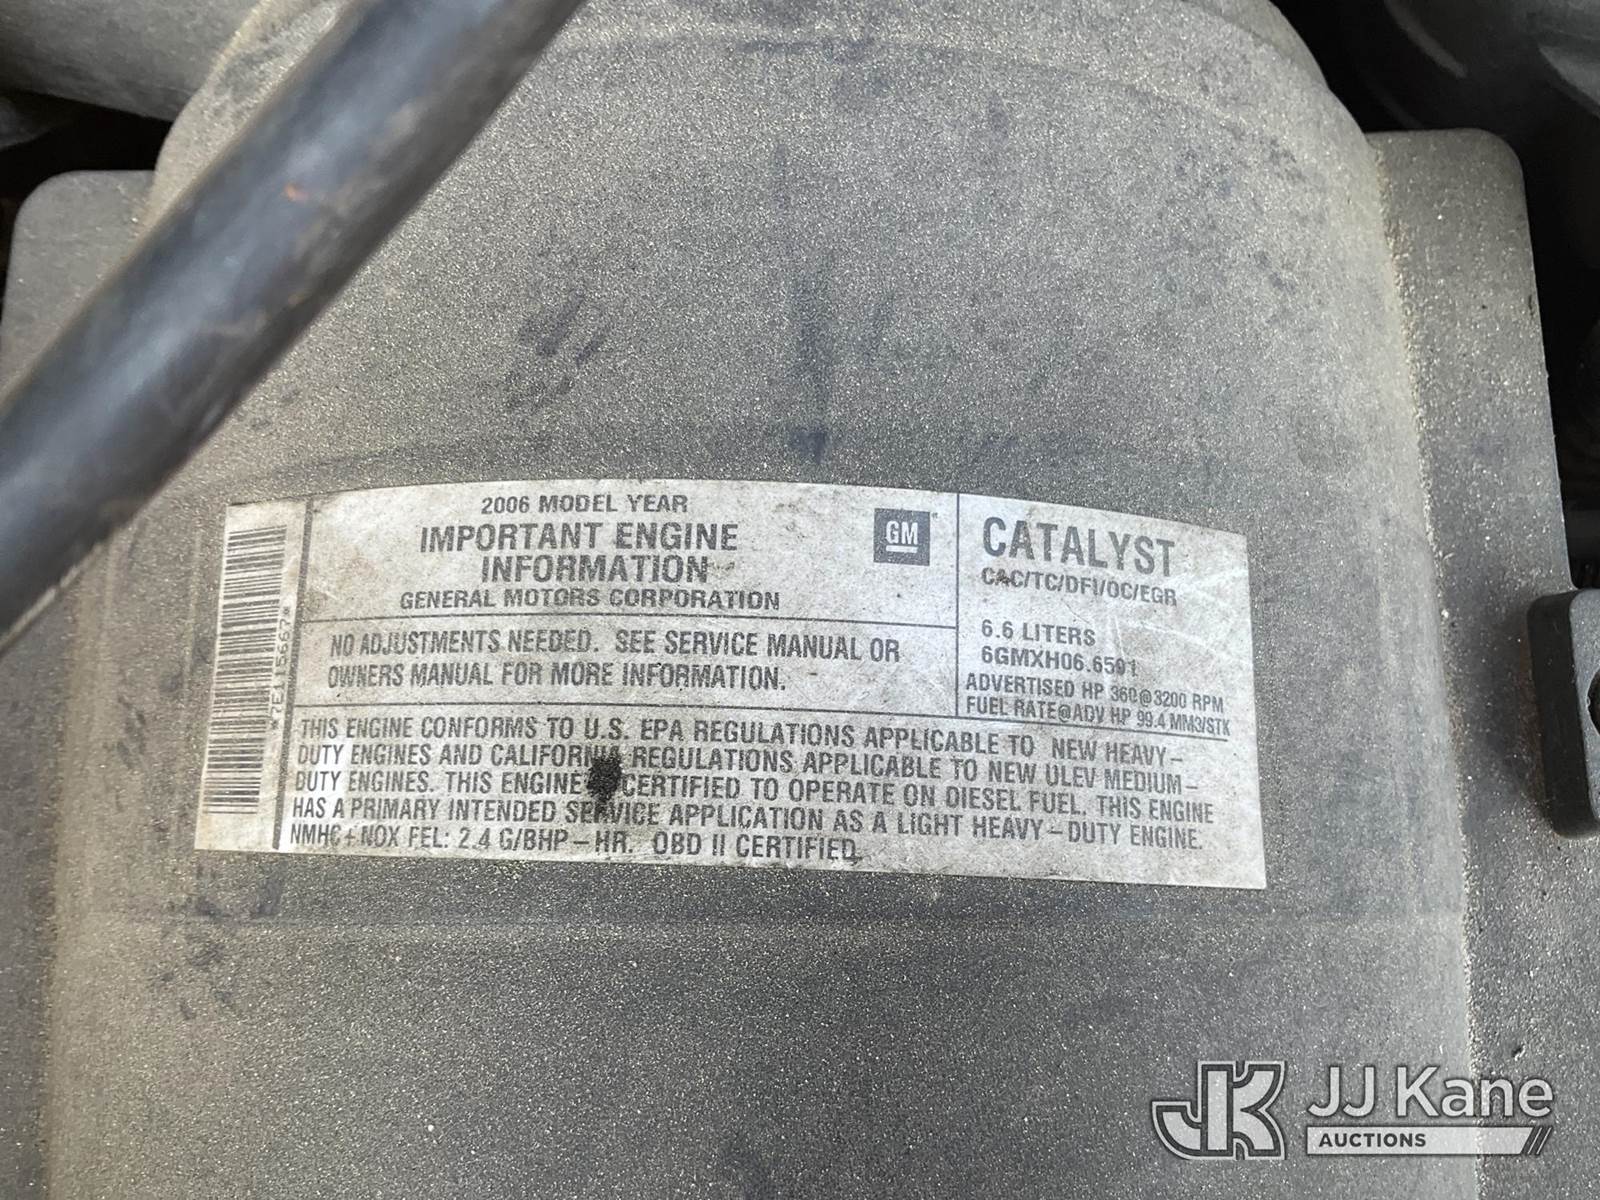 2006 MODEL YEAR
IMPORTANT ENGINE
INFORMATION
GENERAL MOTORS CORPORATION
GM
NO ADJUSTMENTS NEEDED. SEE SERVICE MANUAL OR
OWNERS MANUAL FOR MORE INFORMATION.
CATALYST
CAC/TC/DFI/OC/EGR
6.6 LITERS
6GMXH06.6591
ADVERTISED HP 360@3200 RPM
FUEL RATE@ADV HP 99.4 MM3/STK
THIS ENGINE CONFORMS TO U.S. EPA REGULATIONS APPLICABLE TO NEW HEAVY-
DUTY ENGINES AND CALIFORNIA REGULATIONS APPLICABLE TO NEW ULEV MEDIUM-
DUTY ENGINES. THIS ENGINE CERTIFIED TO OPERATE ON DIESEL FUEL. THIS ENGINE
HAS A PRIMARY INTENDED SERVICE APPLICATION AS A LIGHT HEAVY-DUTY ENGINE.
NMHC+NOX FEL: 2.4 G/BHP-HR. OBD II CERTIFIED.
*7E115667*
JK JJ Kane
AUCTIONS